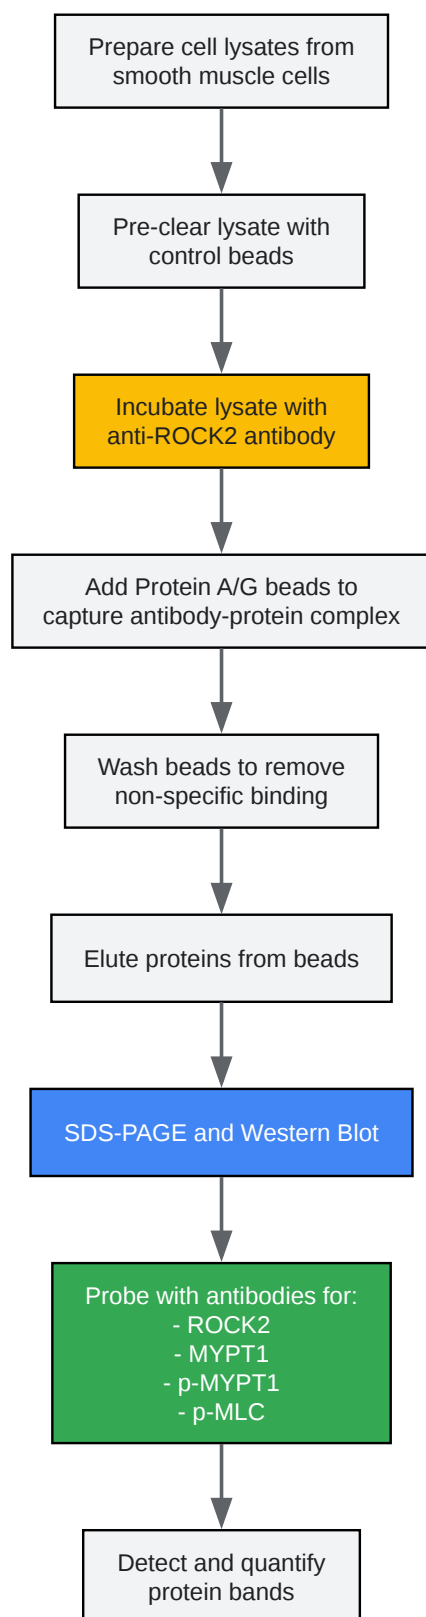 Prepare cell lysates from
smooth muscle cells
Pre-clear lysate with
control beads
Incubate lysate with
anti-ROCK2 antibody
Add Protein A/G beads to
capture antibody-protein complex
Wash beads to remove
non-specific binding
Elute proteins from beads
SDS-PAGE and Western Blot
Probe with antibodies for:
- ROCK2
- MYPT1
- p-MYPT1
- p-MLC
Detect and quantify
protein bands